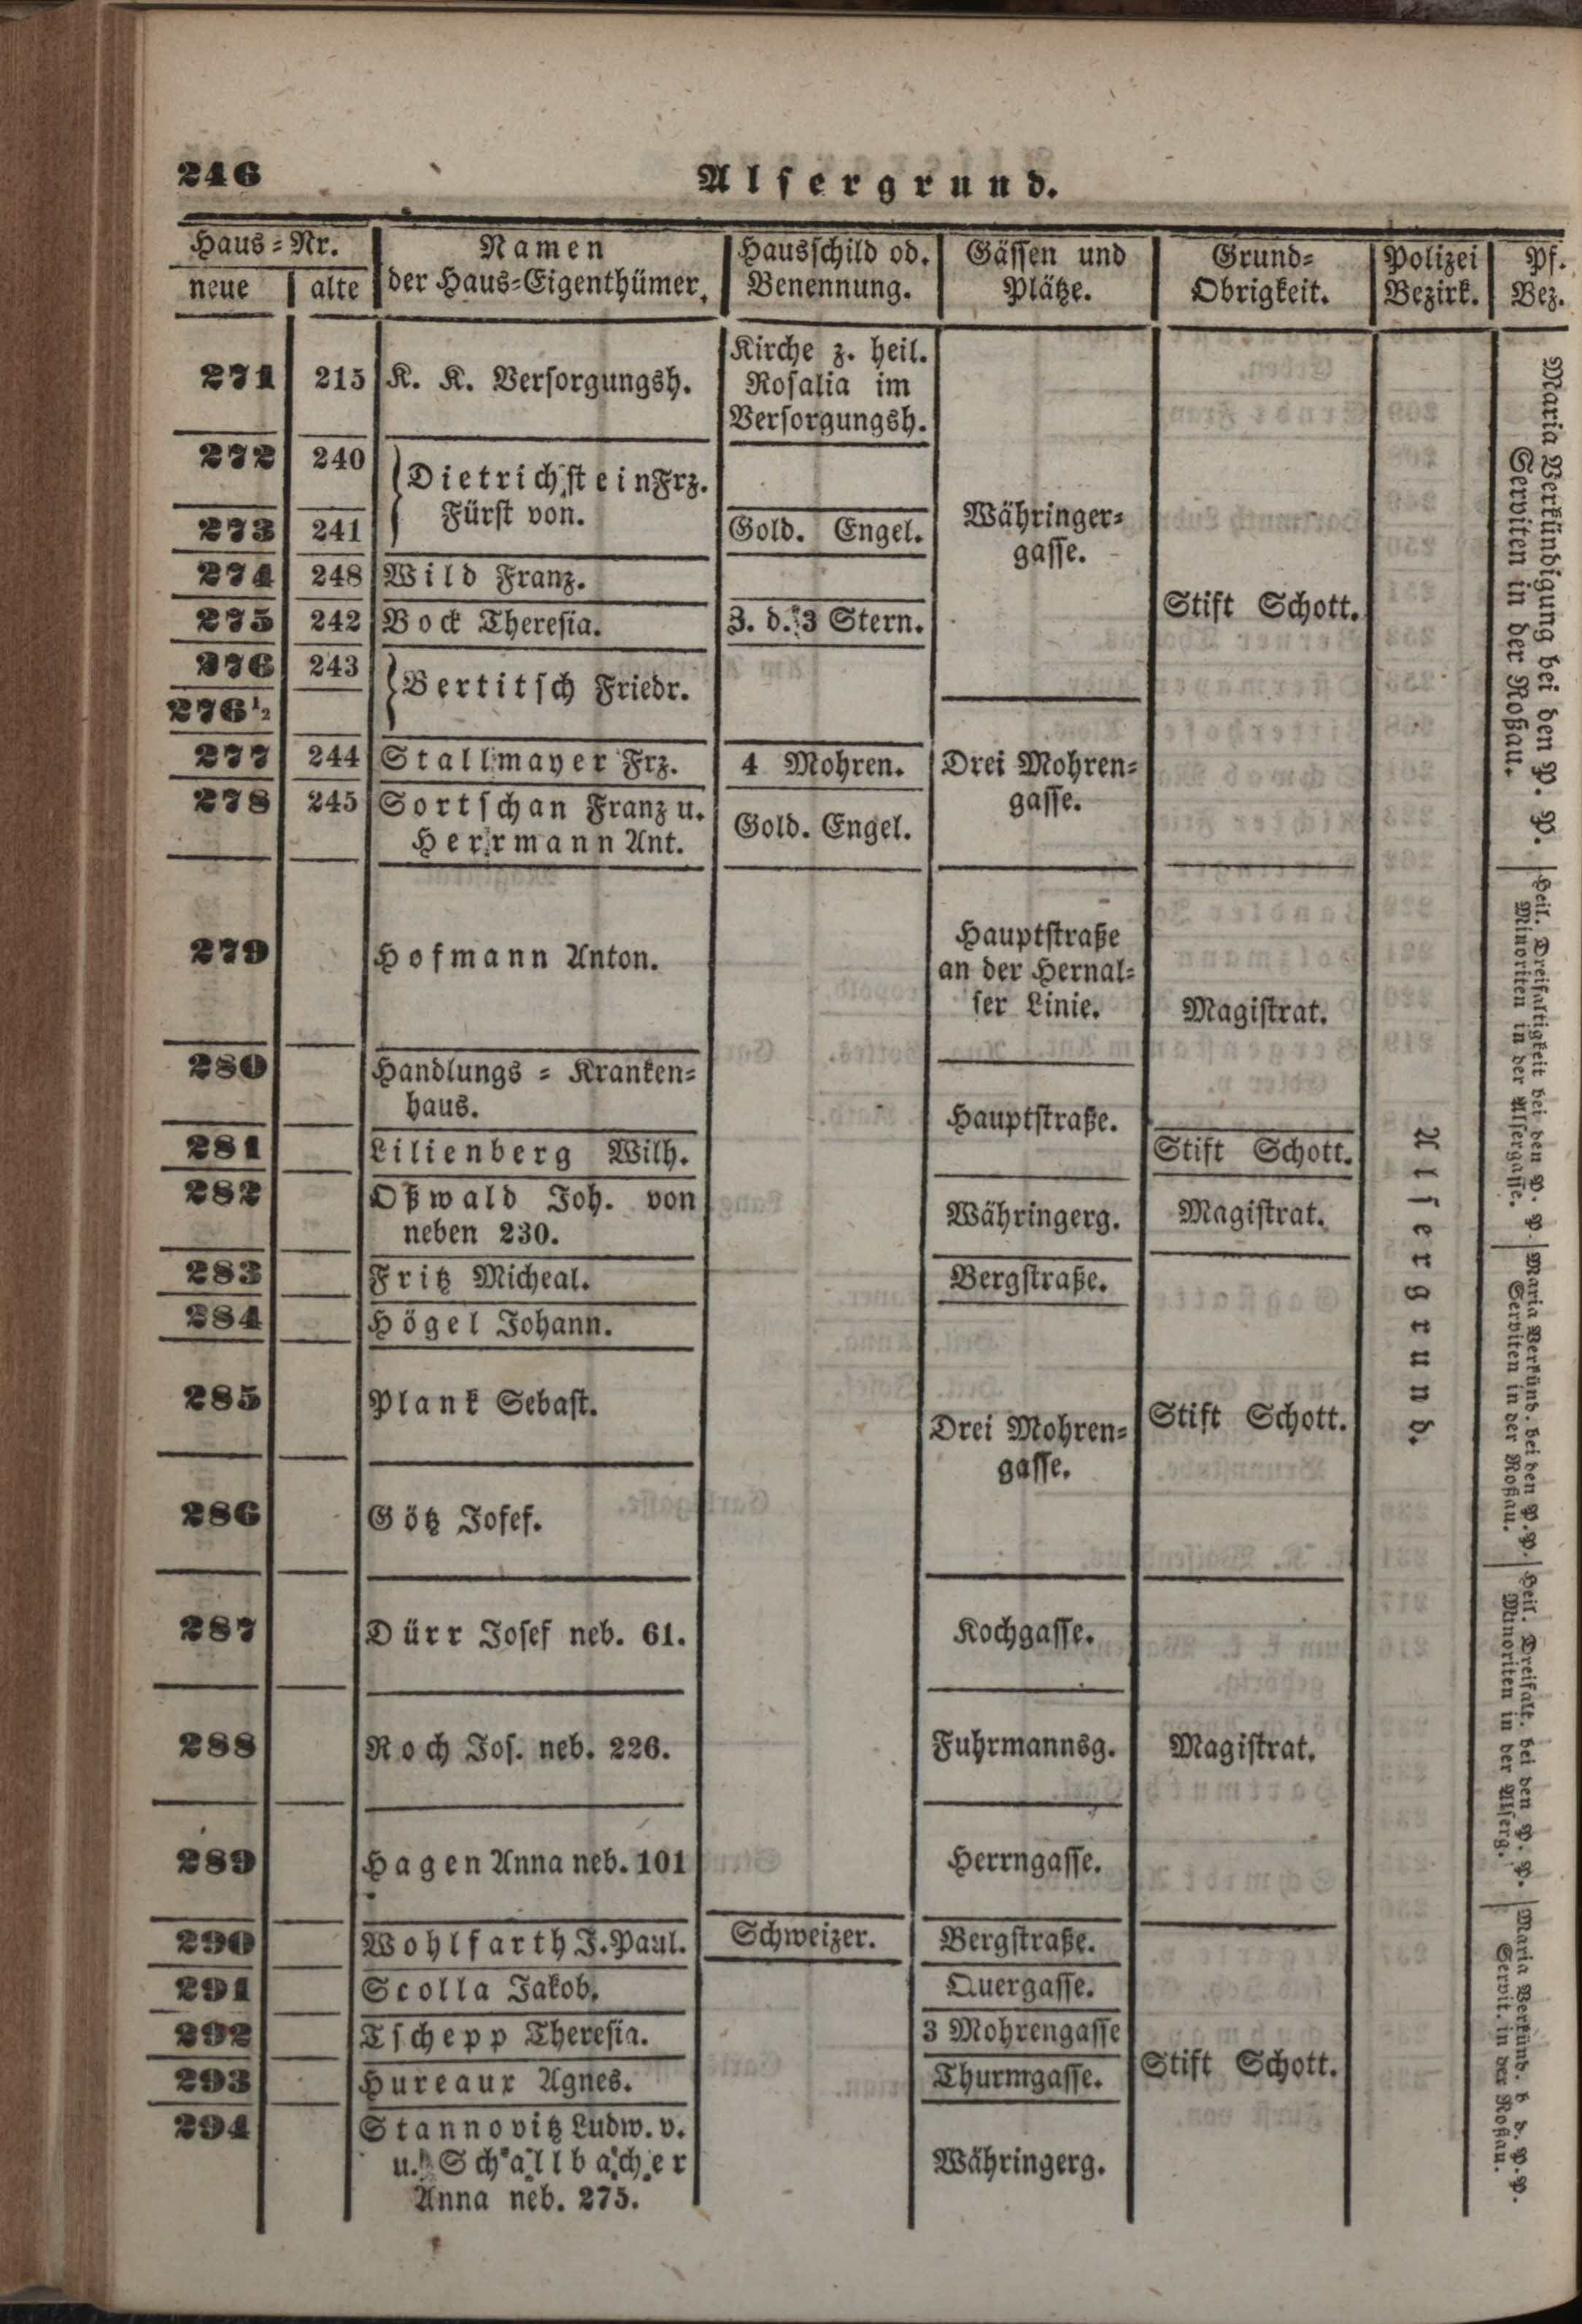 246
Alsergrund.
Haus-Nr.
neue
alte
Namen
der Haus-Eigenthümer.
Hausschild od.
Benennung.
Gässen und
Plätze.
Grund-
Obrigkeit.
Polizei
Bezirk.
Pf.
Bez.
271 215 K. K. Versorgungsh.
Kirche z. heil.
Rosalia im
Versorgungsh.
272 240
Dietrichstein Frz.
Fürst von.
273 241 Gold. Engel.
Währinger-
gasse.
274 248 Wild Franz.
275 242 Bock Theresia. Z. d. 3 Stern.
Stift Schott.
276 243
Bertitsch Friedr.
276 1/2
277 244 Stallmayer Frz. 4 Mohren.
Drei Mohren-
gasse.
278 245 Sortschan Franz u.
Herrmann Ant.
Gold. Engel.
279 Hofmann Anton.
Hauptstraße
an der Hernal-
ser Linie.
Magistrat.
280 Handlungs-Kranken-
haus.
Hauptstraße.
281 Lilienberg Wilh. Stift Schott.
282 Oßwald Joh. von
neben 230.
Währingerg. Magistrat.
283 Fritz Micheal. Bergstraße.
284 Högel Johann.
285 Plank Sebast.
Drei Mohren-
gasse.
Stift Schott.
286 Götz Josef.
287 Dürr Josef neb. 61. Kochgasse.
288 Roch Jos. neb. 226. Fuhrmannsg. Magistrat.
289 Hagen Anna neb. 101 Herrngasse.
290 Wohlfarth J. Paul. Schweizer. Bergstraße.
291 Scolla Jakob. Quergasse.
292 Tschepp Theresia. 3 Mohrengasse
293 Hureaux Agnes. Thurmgasse.
Stift Schott.
294 Stannovitz Ludw. v.
u. Schallbacher
Anna neb. 275.
Währingerg.
Alsergrund.
Maria Verkündigung bei den P. P.
Serviten in der Roßau.
Heil. Dreifaltigkeit bei den P. P.
Minoriten in der Alsergasse.
Maria Verkünd. bei den P. P.
Serviten in der Roßau.
Heil. Dreifalt. bei den P. P.
Minoriten in der Alserg.
Maria Verkünd. b d. P. P.
Servit. in der Roßau.